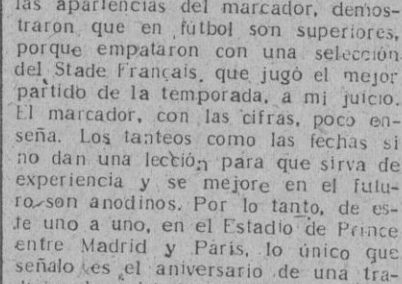 las apariencias del marcador, demos-
traron que en fútbol son superiores,
porque empataron con una selección
del Stade Français, que jugó el mejor
partido de la temporada, a mi juicio.
El marcador, con las cifras, poco en-
seña. Los tanteos como las fechas si
no dan una lección para que sirva de
experiencia y se mejore en el futu-
ro son anodinos. Por lo tanto, de es-
te uno a uno, en el Estadio de Prince
entre Madrid y París, lo único que
señalo es el aniversario de una tra-